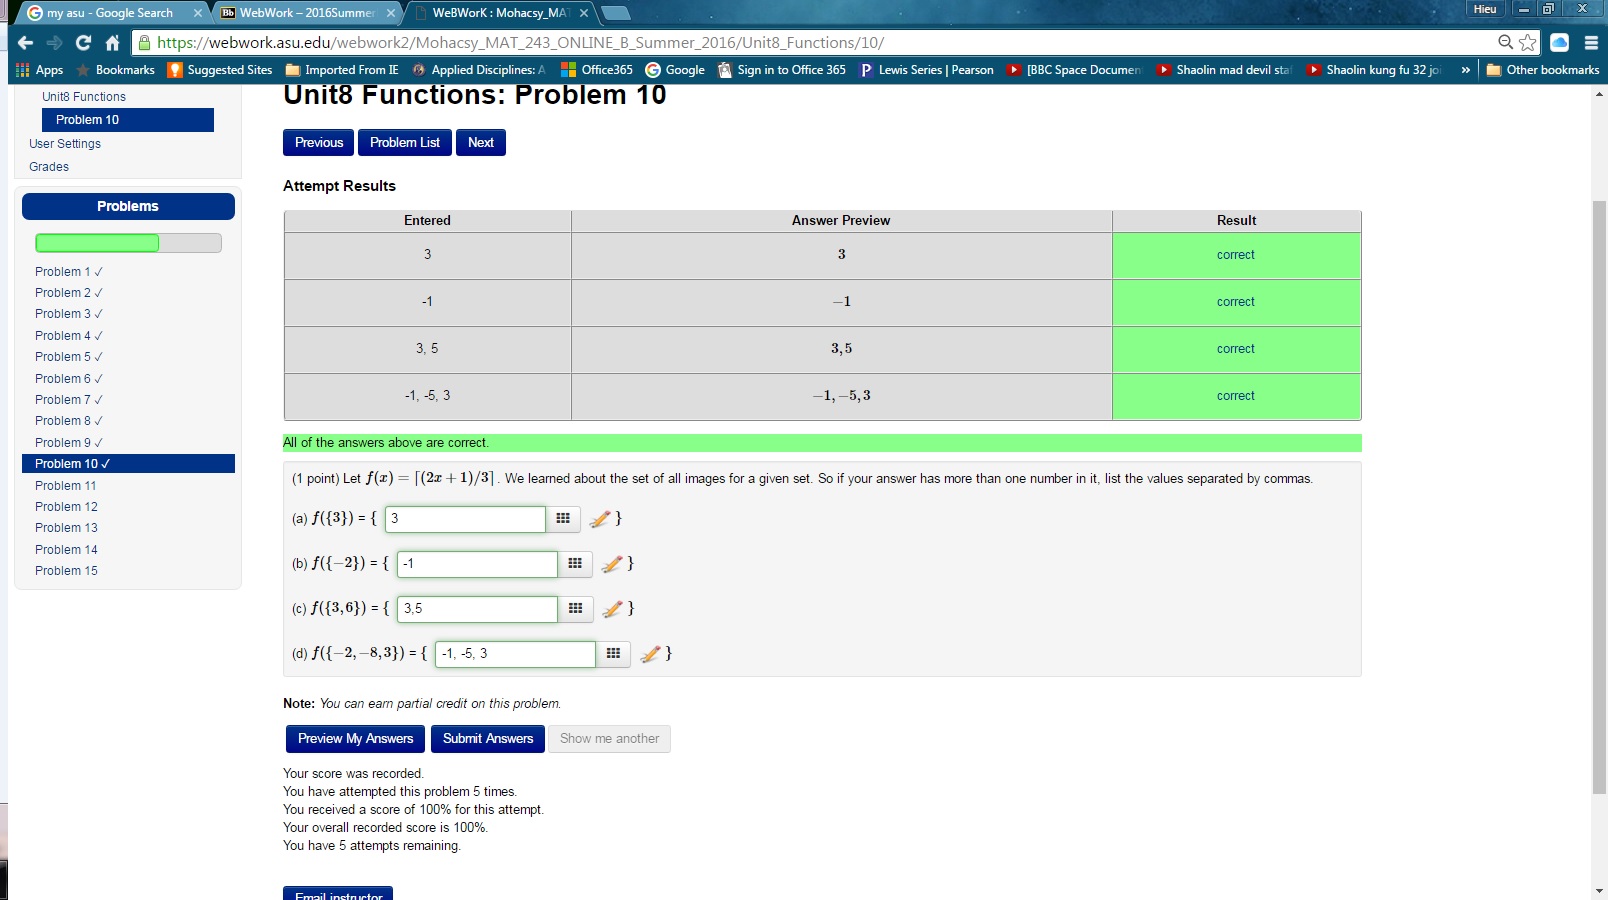 my asu - Google Search
WebWork – 2016Summer
WeBWorK : Mohacsy_MA
Hieu
https://webwork.asu.edu/webwork2/Mohacsy_MAT_243_ONLINE_B_Summer_2016/Unit8_Functions/10/
Apps Bookmarks Suggested Sites Imported From IE Applied Disciplines: A Office365 Google Sign in to Office 365 Lewis Series | Pearson [BBC Space Documen Shaolin mad devil sta Shaolin kung fu 32 joi » Other bookmarks
Unit8 Functions
Problem 10
User Settings
Grades
Problems
Problem 1 ✓
Problem 2 ✓
Problem 3 ✓
Problem 4 ✓
Problem 5 ✓
Problem 6 ✓
Problem 7 ✓
Problem 8 ✓
Problem 9 ✓
Problem 10 ✓
Problem 11
Problem 12
Problem 13
Problem 14
Problem 15
Unit8 Functions: Problem 10
Previous Problem List Next
Attempt Results
Entered Answer Preview Result
3 3 correct
-1 −1 correct
3, 5 3, 5 correct
-1, -5, 3 −1, −5, 3 correct
All of the answers above are correct.
(1 point) Let f(x) = ⌈(2x + 1)/3⌉. We learned about the set of all images for a given set. So if your answer has more than one number in it, list the values separated by commas.
(a) f({3}) = { 3 }
(b) f({−2}) = { -1 }
(c) f({3,6}) = { 3,5 }
(d) f({−2,−8,3}) = { -1, -5, 3 }
Note: You can earn partial credit on this problem.
Preview My Answers Submit Answers Show me another
Your score was recorded.
You have attempted this problem 5 times.
You received a score of 100% for this attempt.
Your overall recorded score is 100%.
You have 5 attempts remaining.
Email instructor